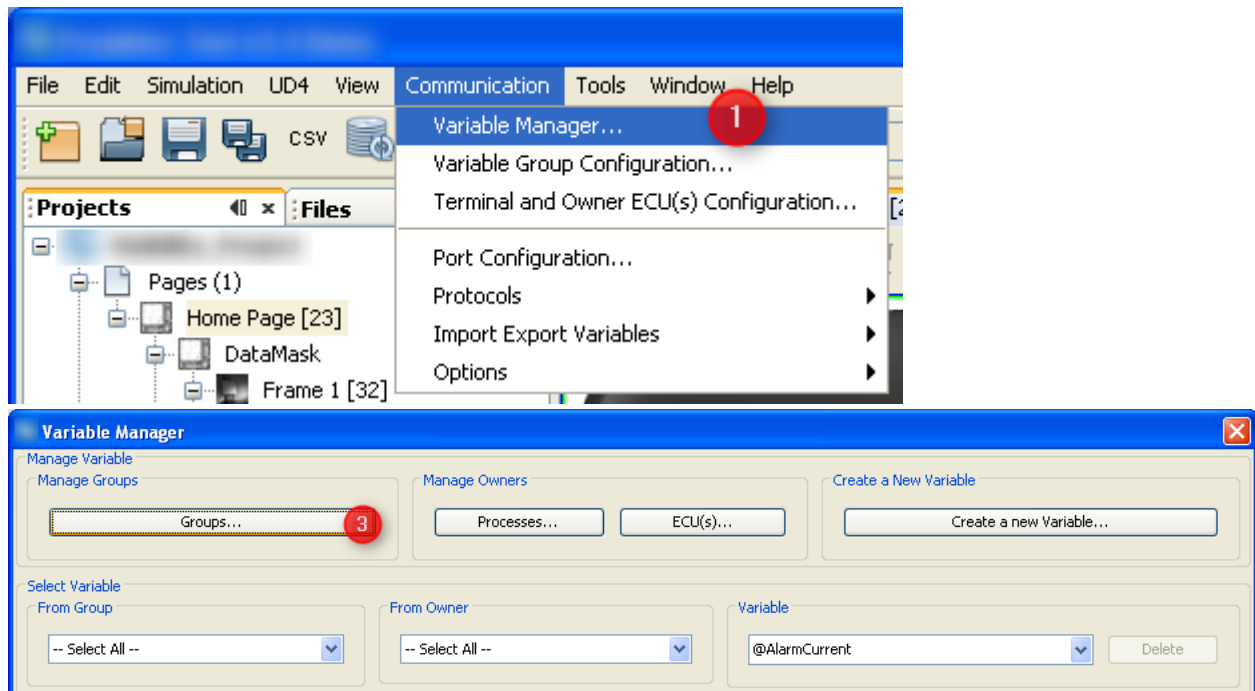 File Edit Simulation UD4 View Communication Tools Window Help
1
Variable Manager...
CSV
Variable Group Configuration...
Projects Files
Terminal and Owner ECU(s) Configuration...
Port Configuration...
Pages (1)
Protocols
Home Page [23]
Import Export Variables
DataMask
Options
Frame 1 [32]
Variable Manager
Manage Variable
Manage Groups Manage Owners Create a New Variable
Groups... 3 Processes... ECU(s)... Create a new Variable...
Select Variable
From Group From Owner Variable
-- Select All -- -- Select All -- @AlarmCurrent Delete